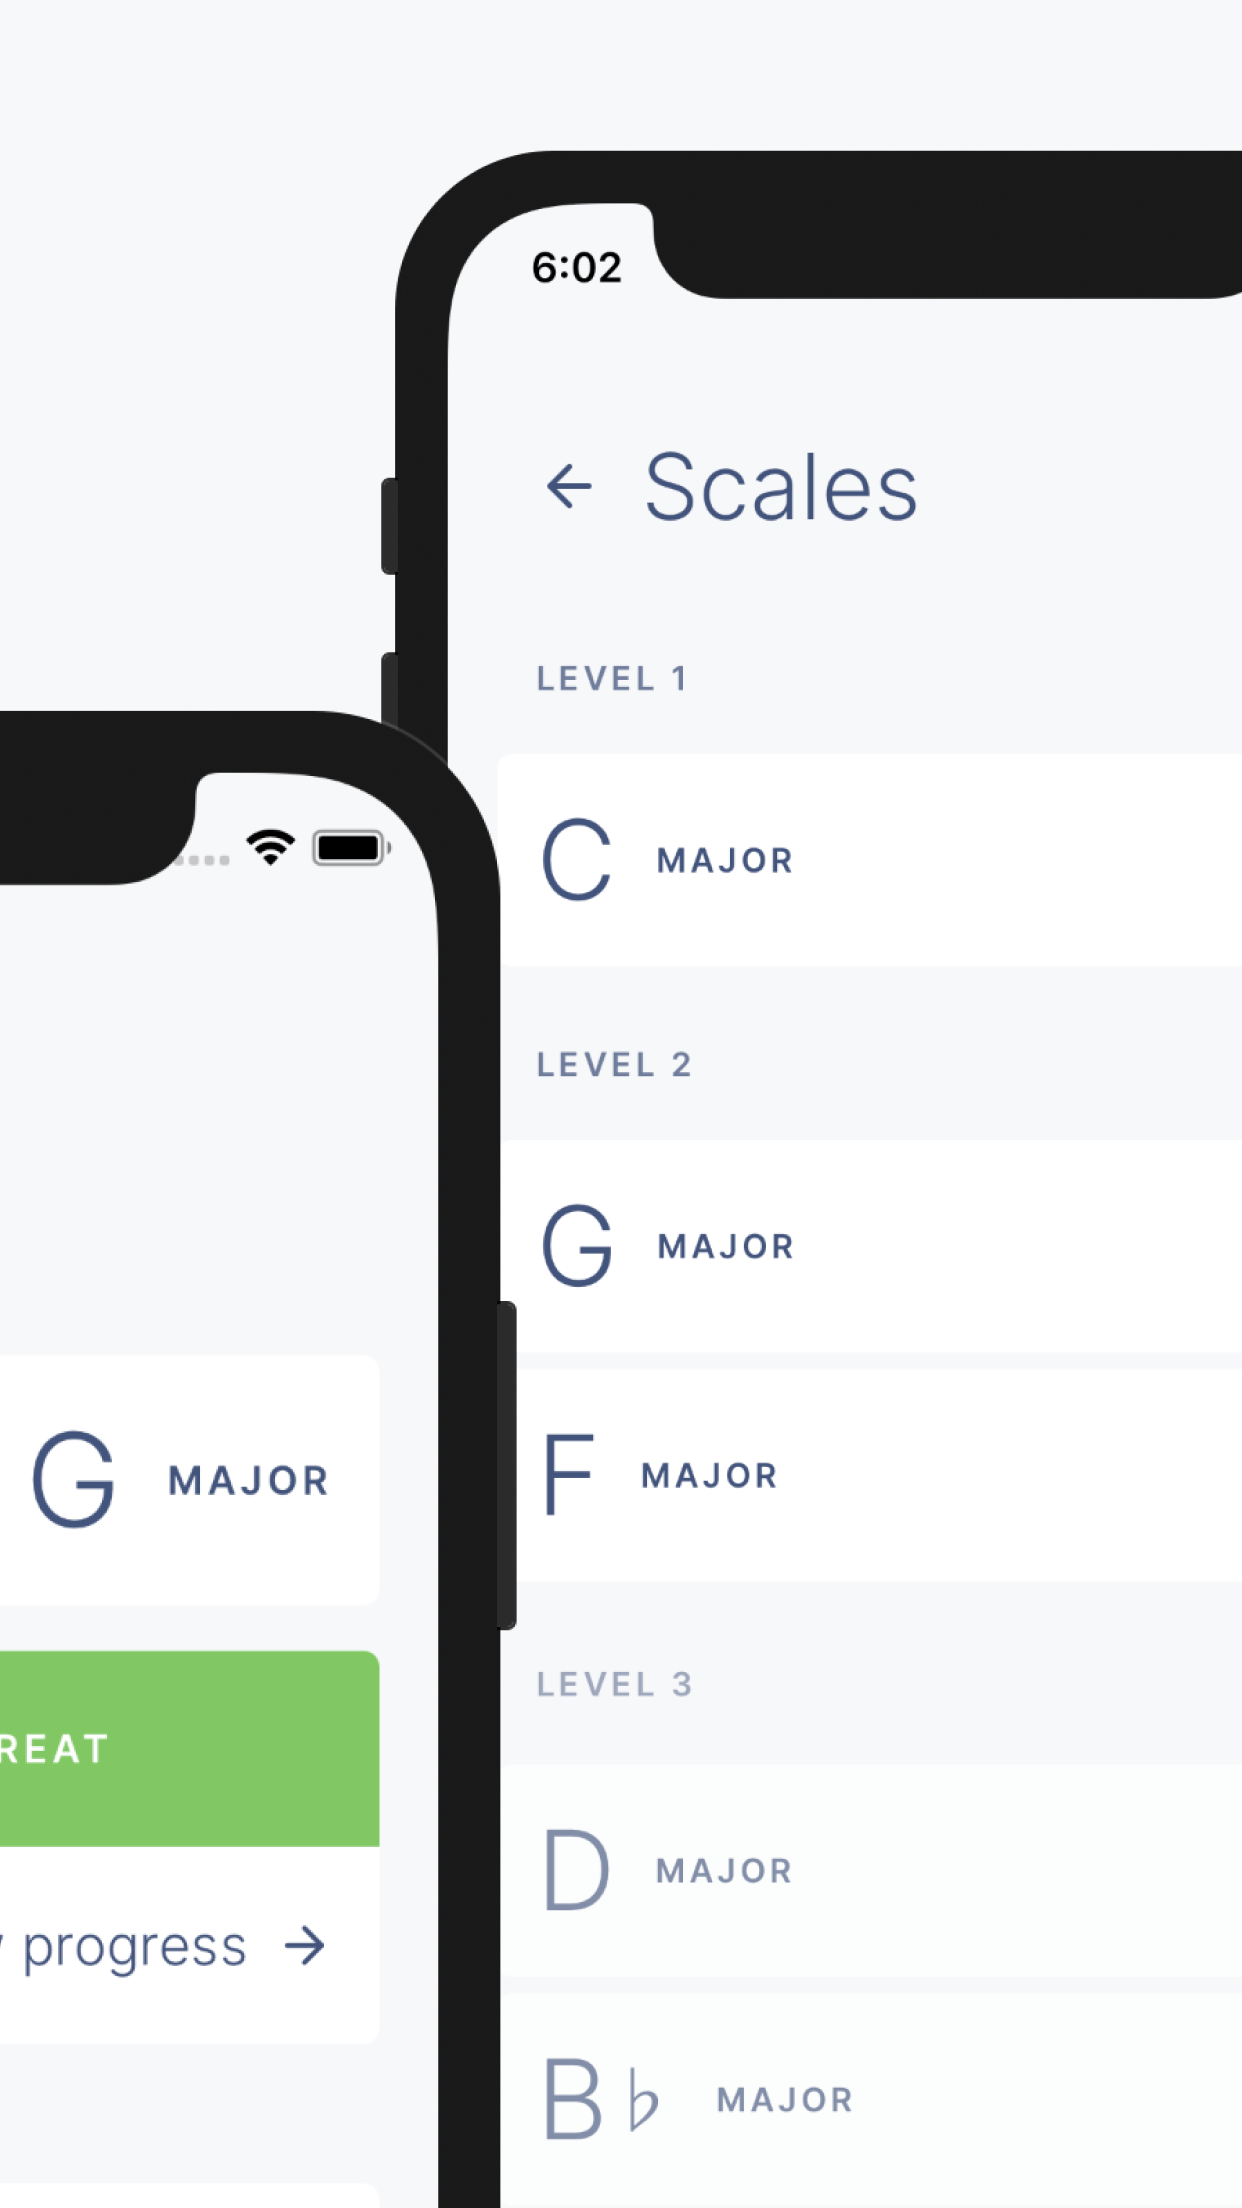 6:02
Scales
LEVEL 1
C MAJOR
LEVEL 2
G MAJOR
F MAJOR
LEVEL 3
D MAJOR
B♭ MAJOR
G MAJOR
REAT
progress